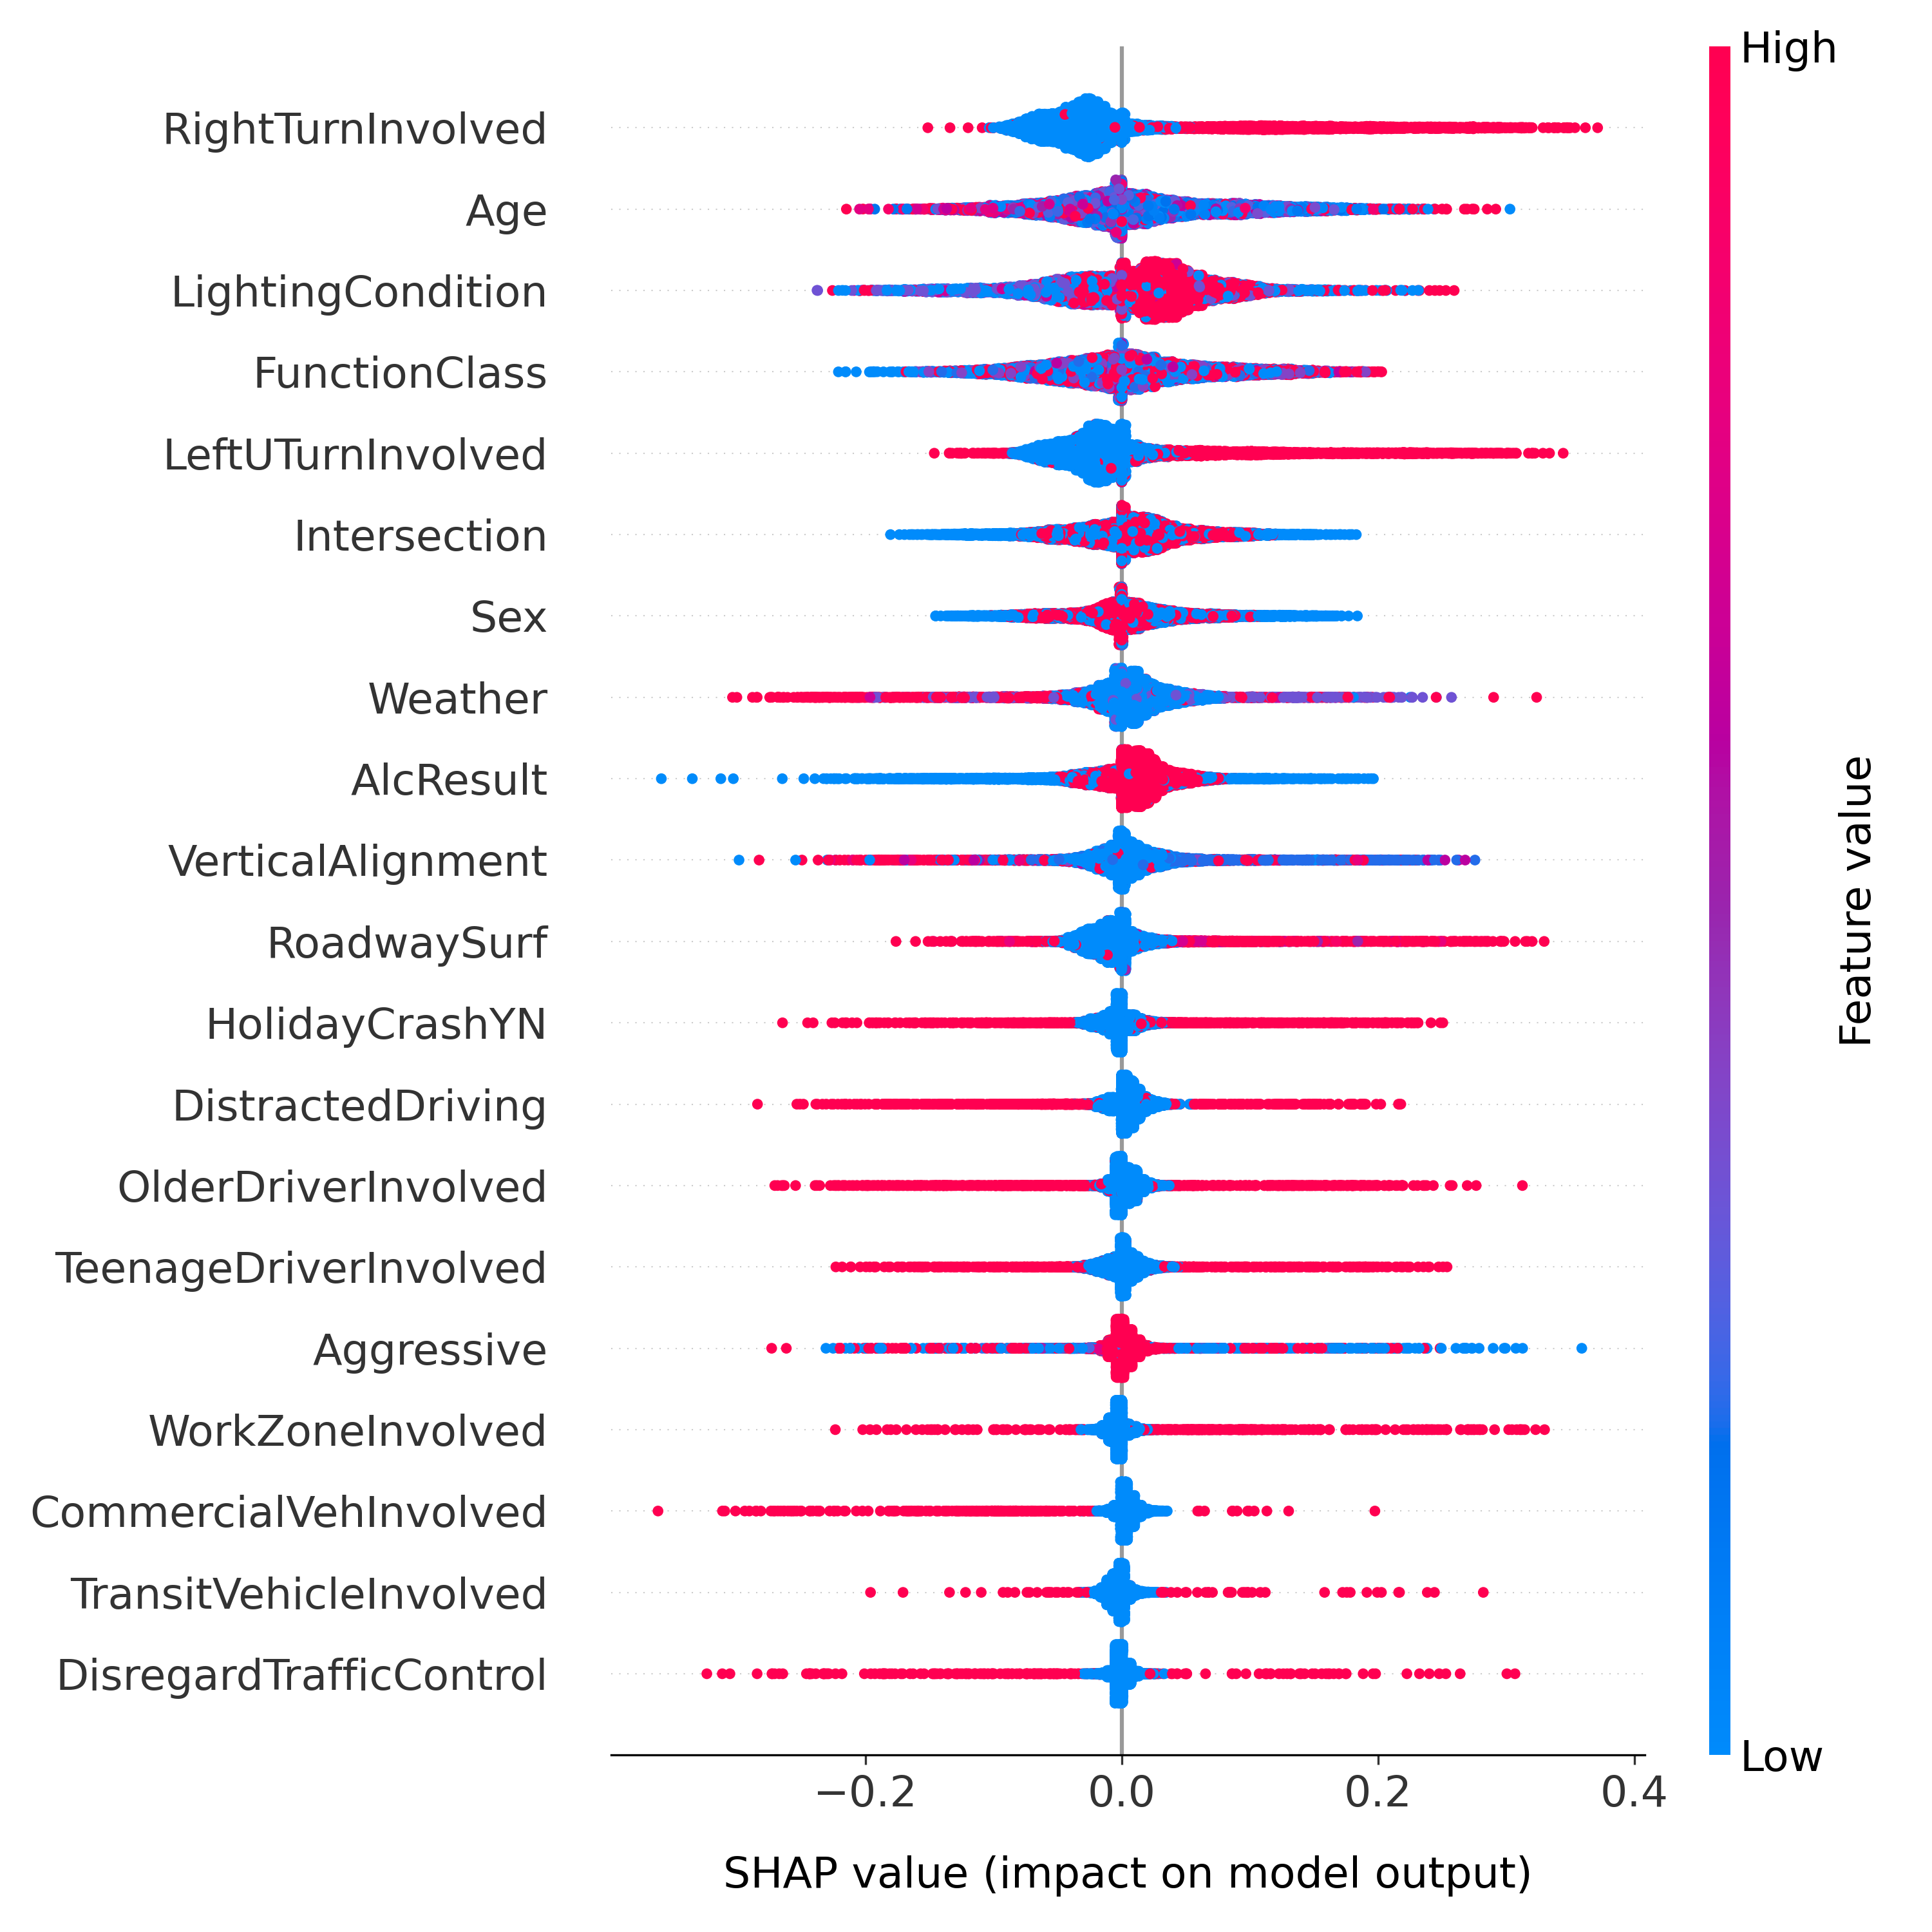 High
RightTurnInvolved
Age
LightingCondition
FunctionClass
LeftUTurnInvolved
Intersection
Sex
Weather
AlcResult
VerticalAlignment
RoadwaySurf
HolidayCrashYN
DistractedDriving
OlderDriverInvolved
TeenageDriverInvolved
Aggressive
WorkZoneInvolved
CommercialVehInvolved
TransitVehicleInvolved
DisregardTrafficControl
Feature value
Low
−0.2 0.0 0.2 0.4
SHAP value (impact on model output)